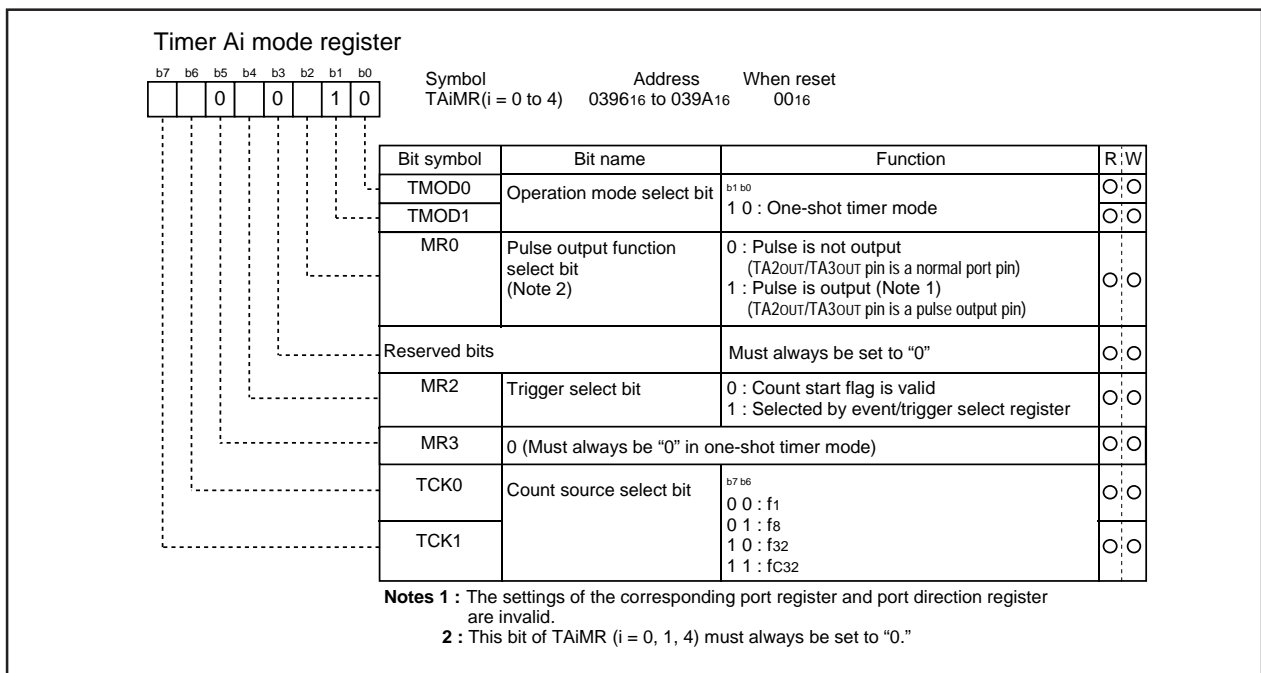 Timer Ai mode register
b7 b6 b5 b4 b3 b2 b1 b0
0 0 1 0
Symbol Address When reset
TAiMR(i = 0 to 4) 039616 to 039A16 0016
Bit symbol Bit name Function R W
TMOD0 Operation mode select bit b1 b0
TMOD1 1 0 : One-shot timer mode
MR0 Pulse output function select bit (Note 2)
0 : Pulse is not output
(TA2OUT/TA3OUT pin is a normal port pin)
1 : Pulse is output (Note 1)
(TA2OUT/TA3OUT pin is a pulse output pin)
Reserved bits Must always be set to “0”
MR2 Trigger select bit 0 : Count start flag is valid
1 : Selected by event/trigger select register
MR3 0 (Must always be “0” in one-shot timer mode)
TCK0 Count source select bit b7 b6
0 0 : f1
0 1 : f8
TCK1 1 0 : f32
1 1 : fC32
Notes 1 : The settings of the corresponding port register and port direction register
are invalid.
2 : This bit of TAiMR (i = 0, 1, 4) must always be set to “0.”